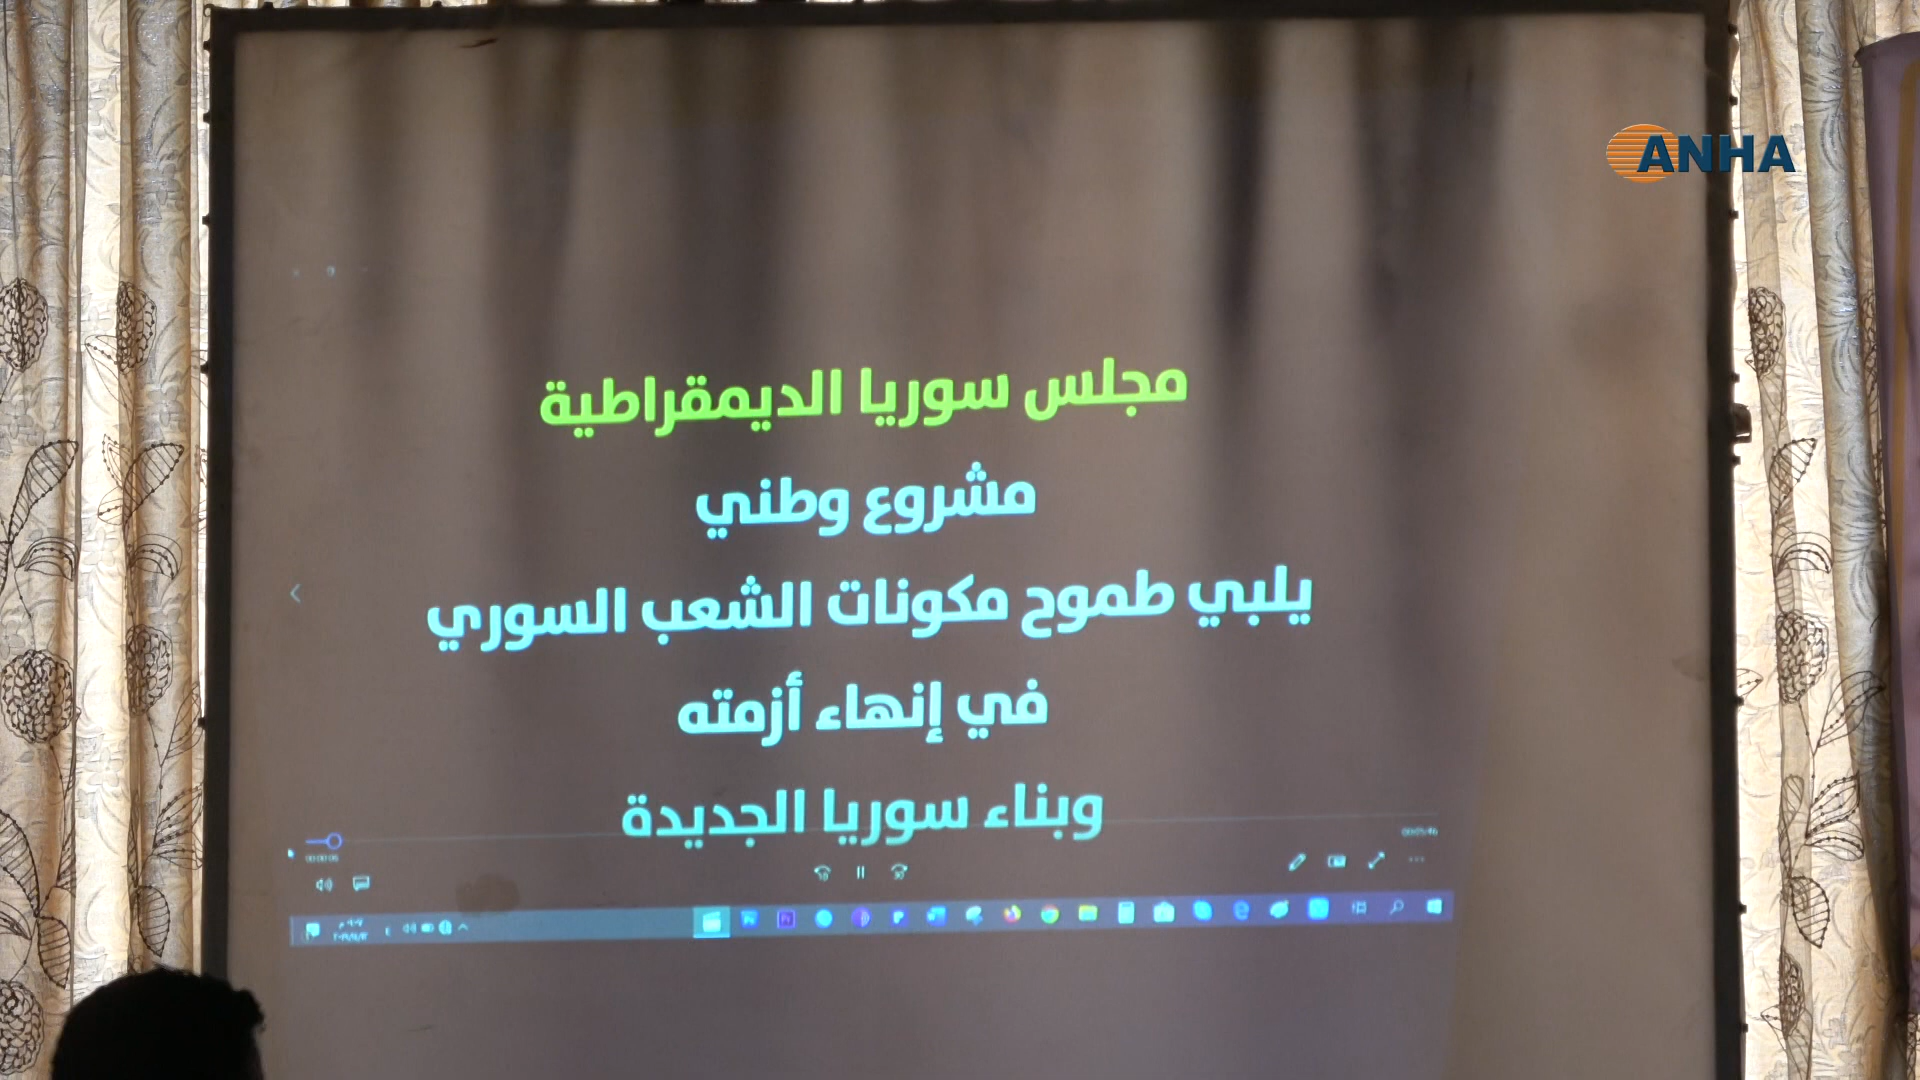 ANHA
مجلس سوريا الديمقراطية
مشروع وطني
يلبي طموح مكونات الشعب السوري
في إنهاء أزمته
وبناء سوريا الجديدة